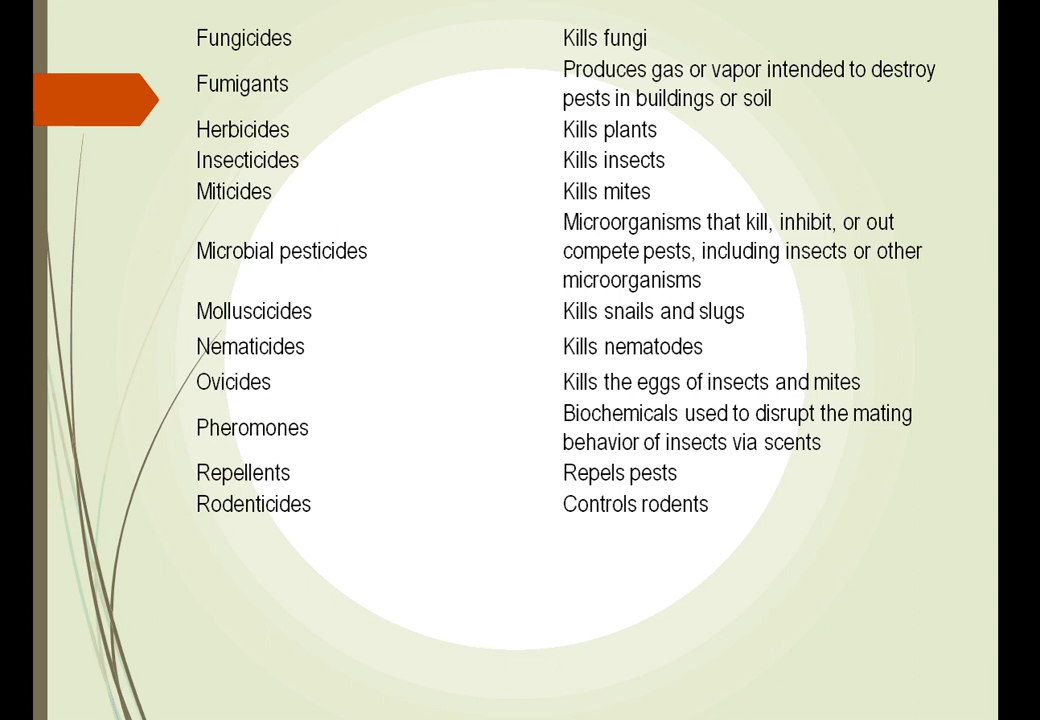 Fungicides Kills fungi
Fumigants Produces gas or vapor intended to destroy
pests in buildings or soil
Herbicides Kills plants
Insecticides Kills insects
Miticides Kills mites
Microbial pesticides Microorganisms that kill, inhibit, or out
compete pests, including insects or other
microorganisms
Molluscicides Kills snails and slugs
Nematicides Kills nematodes
Ovicides Kills the eggs of insects and mites
Pheromones Biochemicals used to disrupt the mating
behavior of insects via scents
Repellents Repels pests
Rodenticides Controls rodents